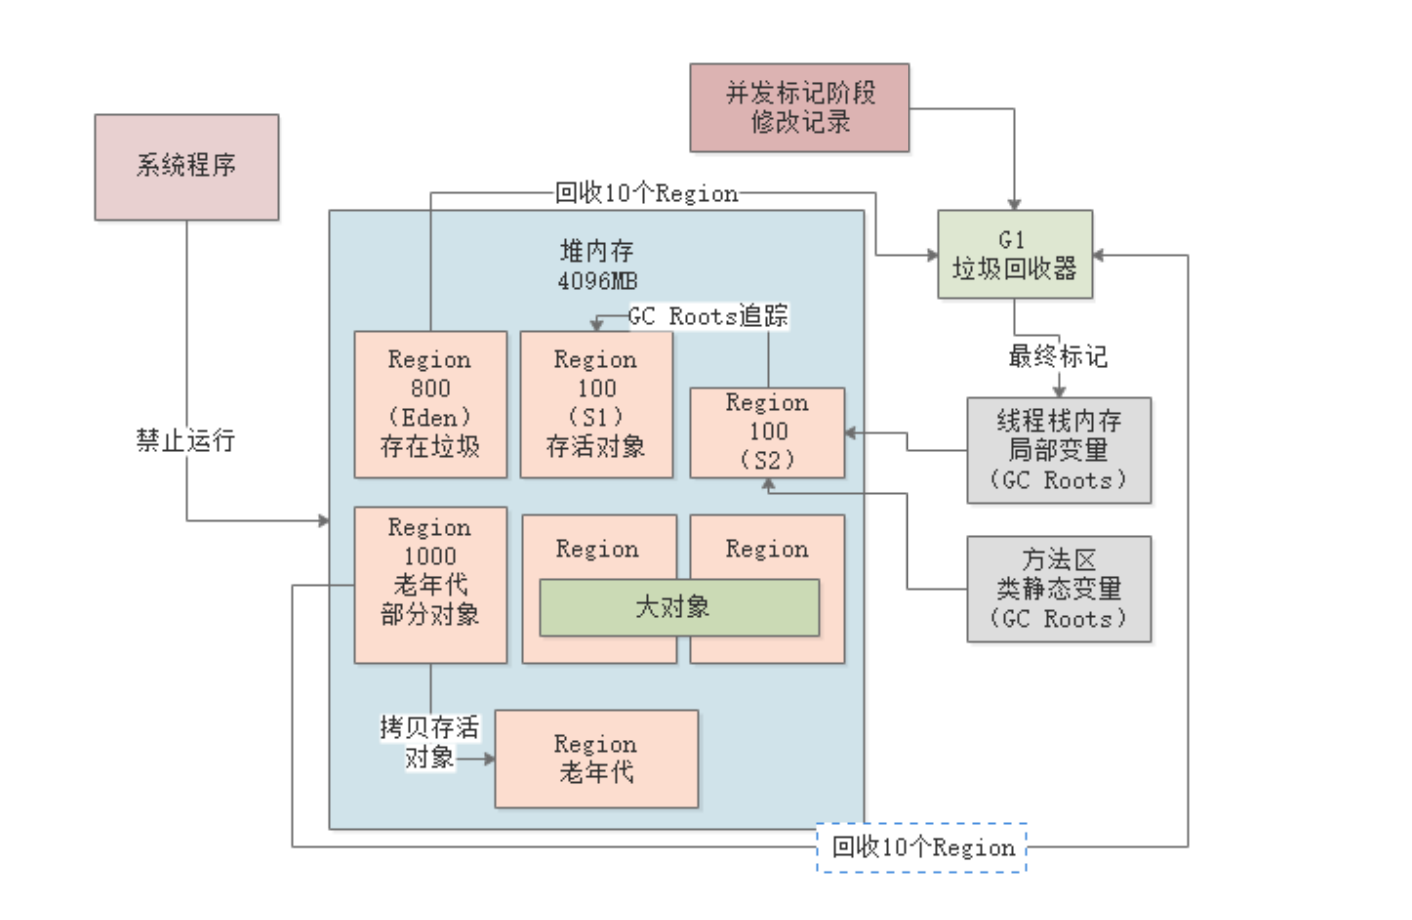 并发标记阶段
修改记录
系统程序
回收10个Region
G1
垃圾回收器
堆内存
4096MB
GC Roots追踪
最终标记
Region
800
（Eden）
存在垃圾
Region
100
（S1）
存活对象
Region
100
（S2）
线程栈内存
局部变量
（GC Roots）
禁止运行
Region
1000
老年代
部分对象
Region
Region
大对象
方法区
类静态变量
（GC Roots）
拷贝存活
对象
Region
老年代
回收10个Region